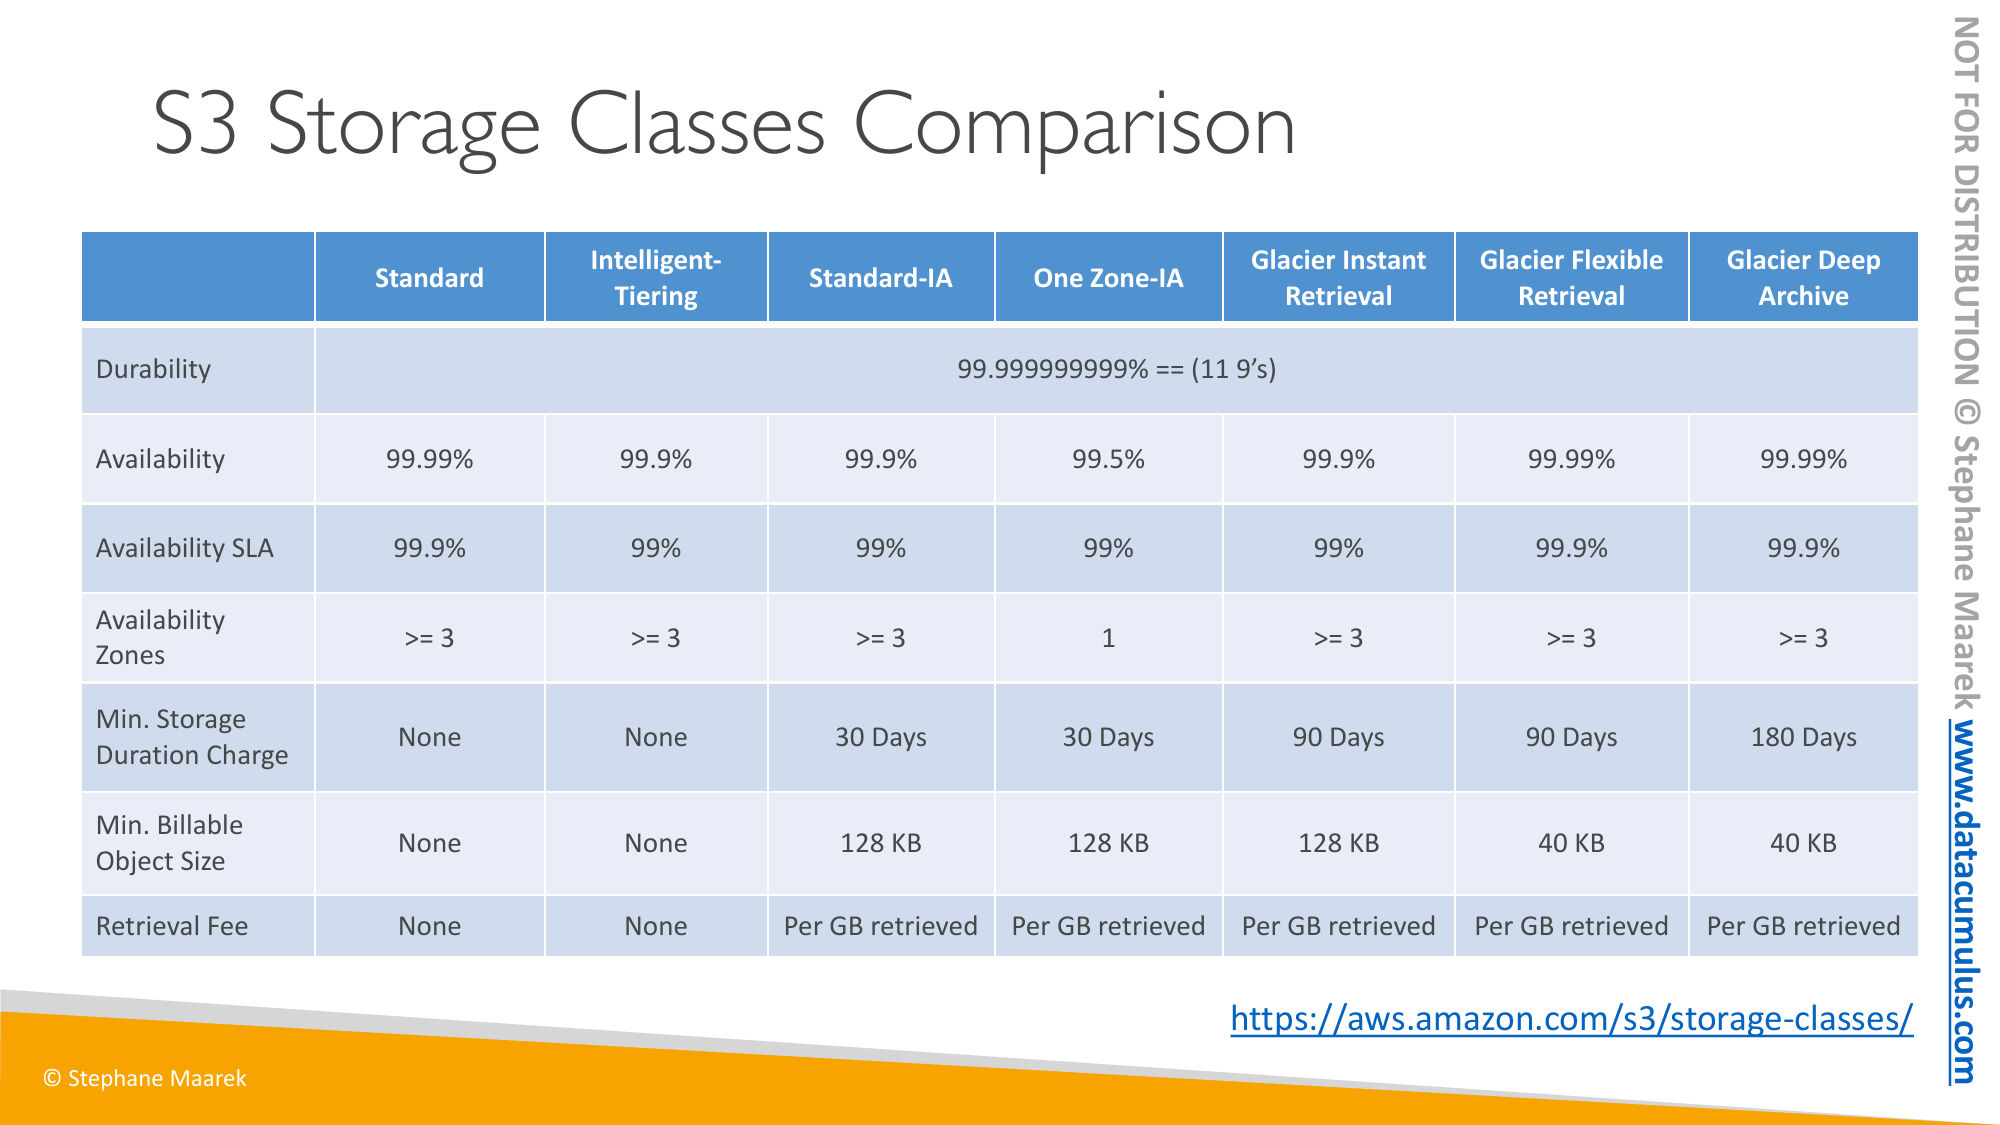 S3 Storage Classes Comparison
Standard
Intelligent-
Tiering
Standard-IA
One Zone-IA
Glacier Instant
Retrieval
Glacier Flexible
Retrieval
Glacier Deep
Archive
Durability
99.999999999% == (11 9’s)
Availability
99.99%
99.9%
99.9%
99.5%
99.9%
99.99%
99.99%
Availability SLA
99.9%
99%
99%
99%
99%
99.9%
99.9%
Availability
Zones
>= 3
>= 3
>= 3
1
>= 3
>= 3
>= 3
Min. Storage
Duration Charge
None
None
30 Days
30 Days
90 Days
90 Days
180 Days
Min. Billable
Object Size
None
None
128 KB
128 KB
128 KB
40 KB
40 KB
Retrieval Fee
None
None
Per GB retrieved
Per GB retrieved
Per GB retrieved
Per GB retrieved
Per GB retrieved
https://aws.amazon.com/s3/storage-classes/
© Stephane Maarek
NOT FOR DISTRIBUTION © Stephane Maarek www.datacumulus.com